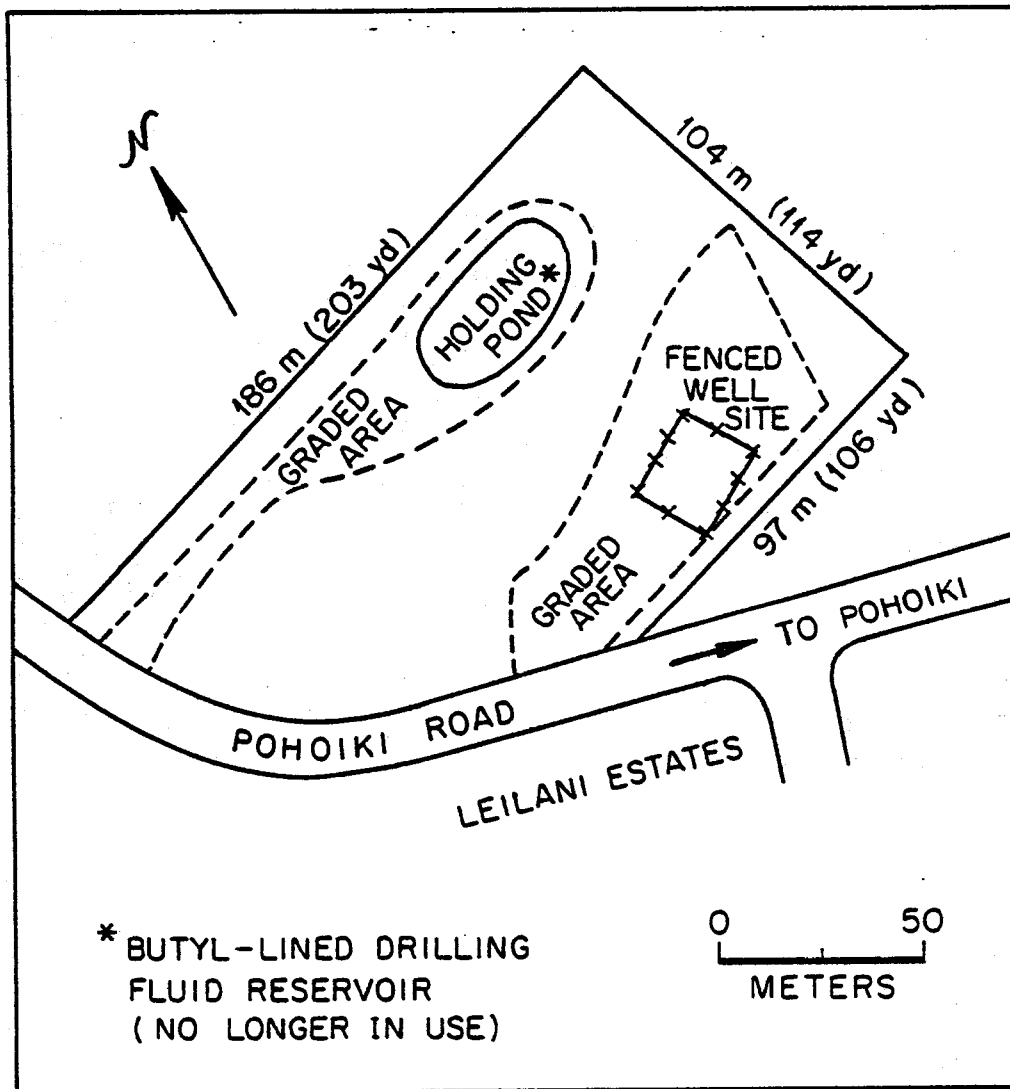 N
104 m (114 yd)
186 m (203 yd)
HOLDING
POND*
GRADED
AREA
FENCED
WELL
SITE
97 m (106 yd)
GRADED
AREA
TO POHOIKI
POHOIKI ROAD
LEILANI ESTATES
* BUTYL-LINED DRILLING
FLUID RESERVOIR
(NO LONGER IN USE)
0 50
METERS